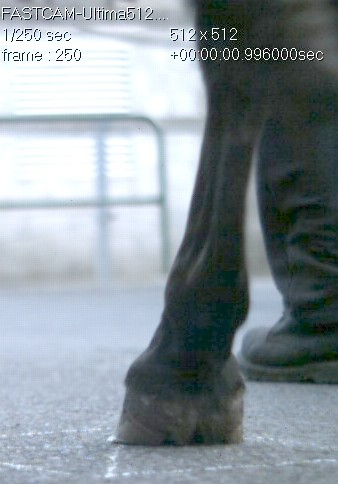 FASTCAM-Ultima512....
1/250 sec 512 x 512
frame : 250 +00:00:00.996000sec